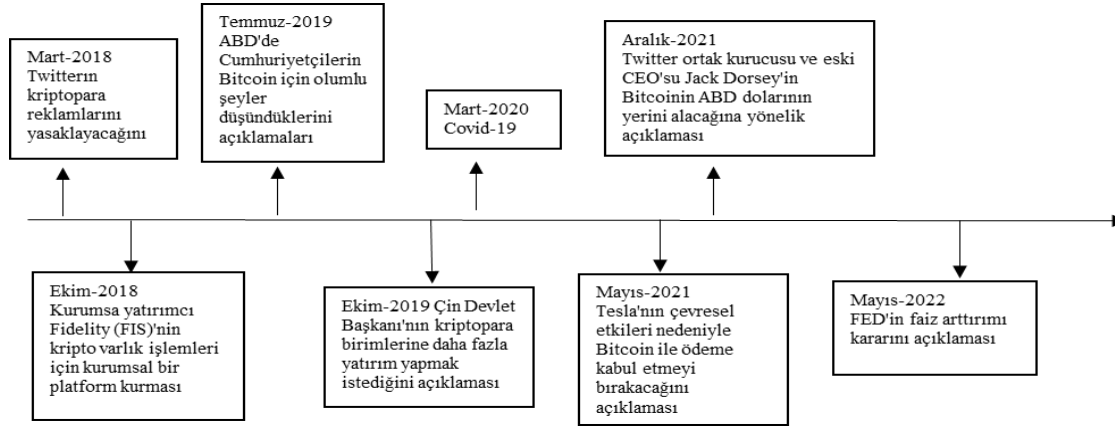 Mart-2018
Twitterın
kriptopara
reklamlarını
yasaklayacağını
Temmuz-2019
ABD'de
Cumhuriyetçilerin
Bitcoin için olumlu
şeyler
düşündüklerini
açıklamaları
Mart-2020
Covid-19
Aralık-2021
Twitter ortak kurucusu ve eski
CEO'su Jack Dorsey'in
Bitcoinin ABD dolarının
yerini alacağına yönelik
açıklaması
Ekim-2018
Kurumsa yatırımcı
Fidelity (FIS)'nin
kripto varlık işlemleri
için kurumsal bir
platform kurması
Ekim-2019 Çin Devlet
Başkanı'nın kriptopara
birimlerine daha fazla
yatırım yapmak
istediğini açıklaması
Mayıs-2021
Tesla'nın çevresel
etkileri nedeniyle
Bitcoin ile ödeme
kabul etmeyi
bırakacağını
açıklaması
Mayıs-2022
FED'in faiz arttırımı
kararını açıklaması